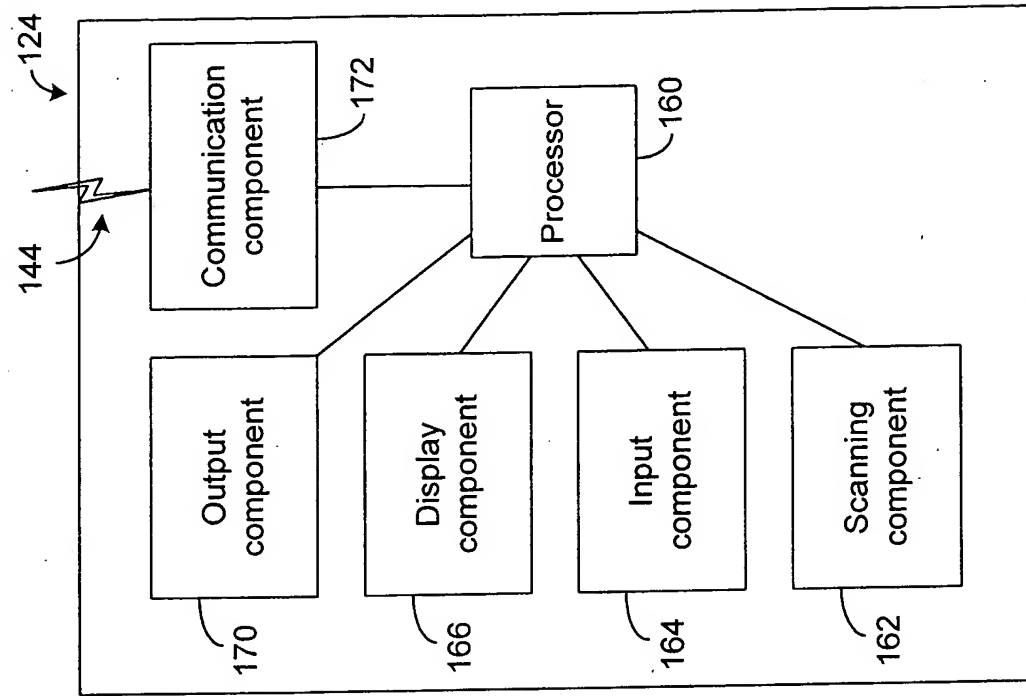 124
144
Communication
component
172
Processor
160
Output
component
170
Display
component
166
Input
component
164
Scanning
component
162